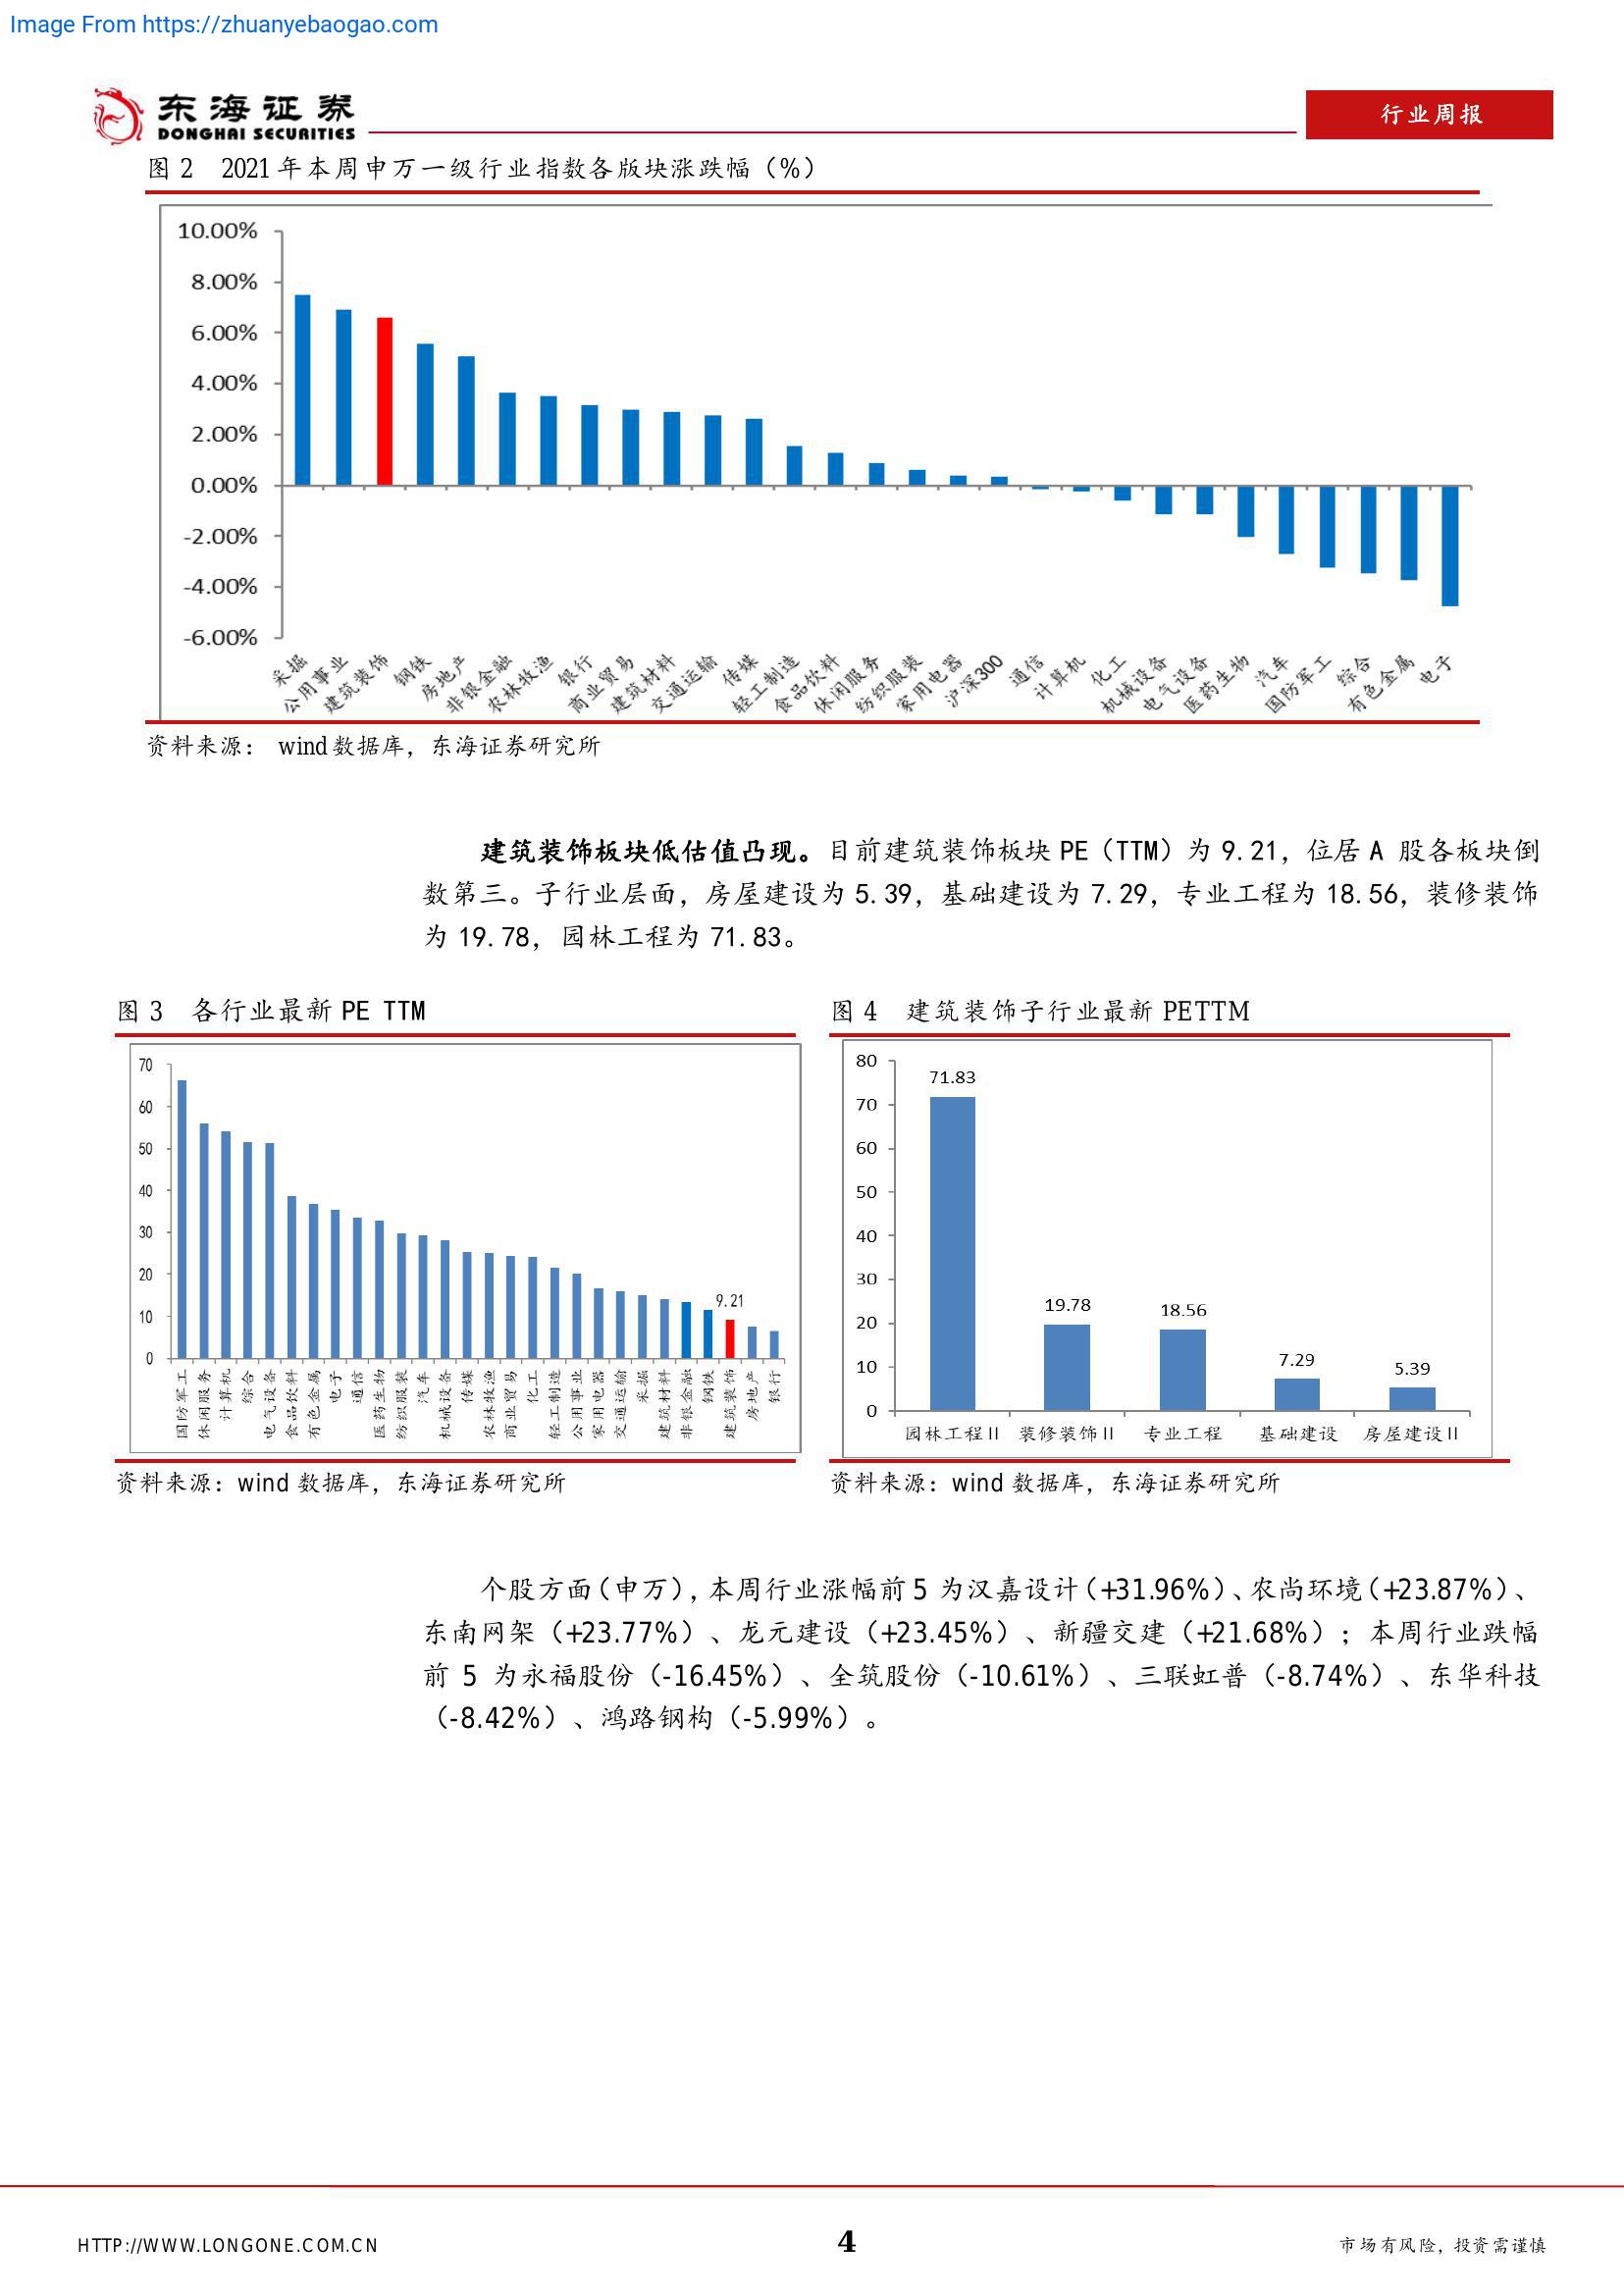 Image From https://zhuanyebaogao.com
东海证券
DONGHAI SECURITIES
行业周报
图 2 2021 年本周申万一级行业指数各版块涨跌幅（%）
10.00%
8.00%
6.00%
4.00%
2.00%
0.00%
-2.00%
-4.00%
-6.00%
采掘
公用事业
建筑装饰
钢铁
房地产
非银金融
农林牧渔
银行
商业贸易
建筑材料
交通运输
传媒
轻工制造
食品饮料
休闲服务
纺织服装
家用电器
沪深300
通信
计算机
化工
机械设备
电气设备
医药生物
汽车
国防军工
综合
有色金属
电子
资料来源： wind 数据库，东海证券研究所
建筑装饰板块低估值凸现。目前建筑装饰板块 PE（TTM）为 9.21，位居 A 股各板块倒
数第三。子行业层面，房屋建设为 5.39，基础建设为 7.29，专业工程为 18.56，装修装饰
为 19.78，园林工程为 71.83。
图 3 各行业最新 PE TTM
70
60
50
40
30
20
10
0
9.21
国防军工
休闲服务
计算机
综合
电气设备
食品饮料
有色金属
电子
通信
医药生物
纺织服装
汽车
机械设备
传媒
农林牧渔
商业贸易
化工
轻工制造
公用事业
家用电器
交通运输
采掘
建筑材料
非银金融
钢铁
建筑装饰
房地产
银行
资料来源：wind 数据库，东海证券研究所
图 4 建筑装饰子行业最新 PETTM
80
70
60
50
40
30
20
10
0
71.83
19.78
18.56
7.29
5.39
园林工程II
装修装饰II
专业工程
基础建设
房屋建设II
资料来源：wind 数据库，东海证券研究所
个股方面（申万），本周行业涨幅前 5 为汉嘉设计（+31.96%）、农尚环境（+23.87%）、
东南网架（+23.77%）、龙元建设（+23.45%）、新疆交建（+21.68%）；本周行业跌幅
前 5 为永福股份（-16.45%）、全筑股份（-10.61%）、三联虹普（-8.74%）、东华科技
（-8.42%）、鸿路钢构（-5.99%）。
HTTP://WWW.LONGONE.COM.CN
4
市场有风险，投资需谨慎